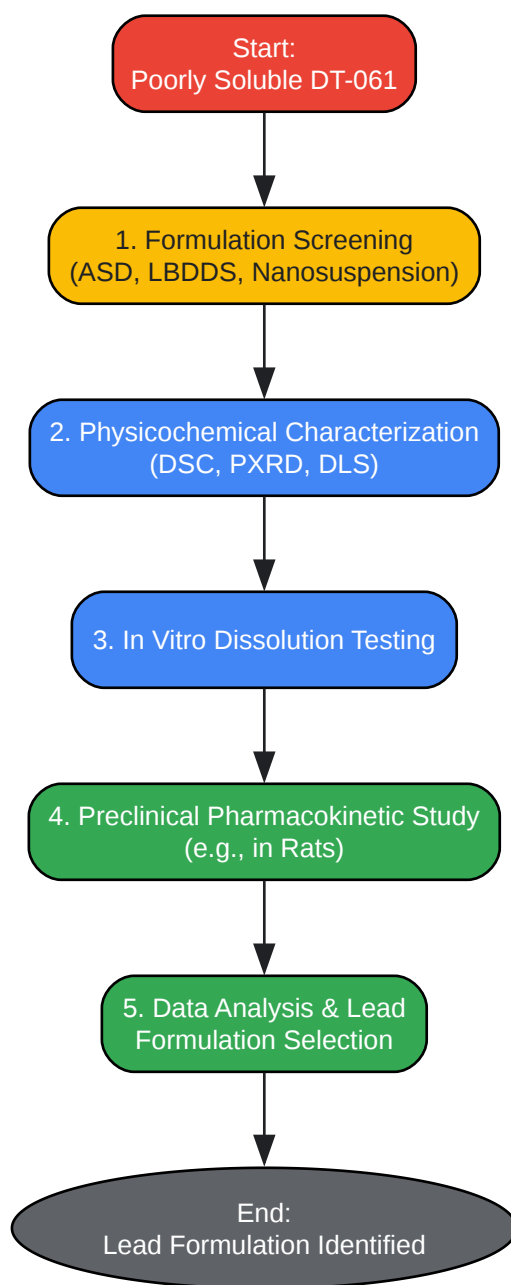 Start:
Poorly Soluble DT-061
1. Formulation Screening
(ASD, LBDDS, Nanosuspension)
2. Physicochemical Characterization
(DSC, PXRD, DLS)
3. In Vitro Dissolution Testing
4. Preclinical Pharmacokinetic Study
(e.g., in Rats)
5. Data Analysis & Lead
Formulation Selection
End:
Lead Formulation Identified